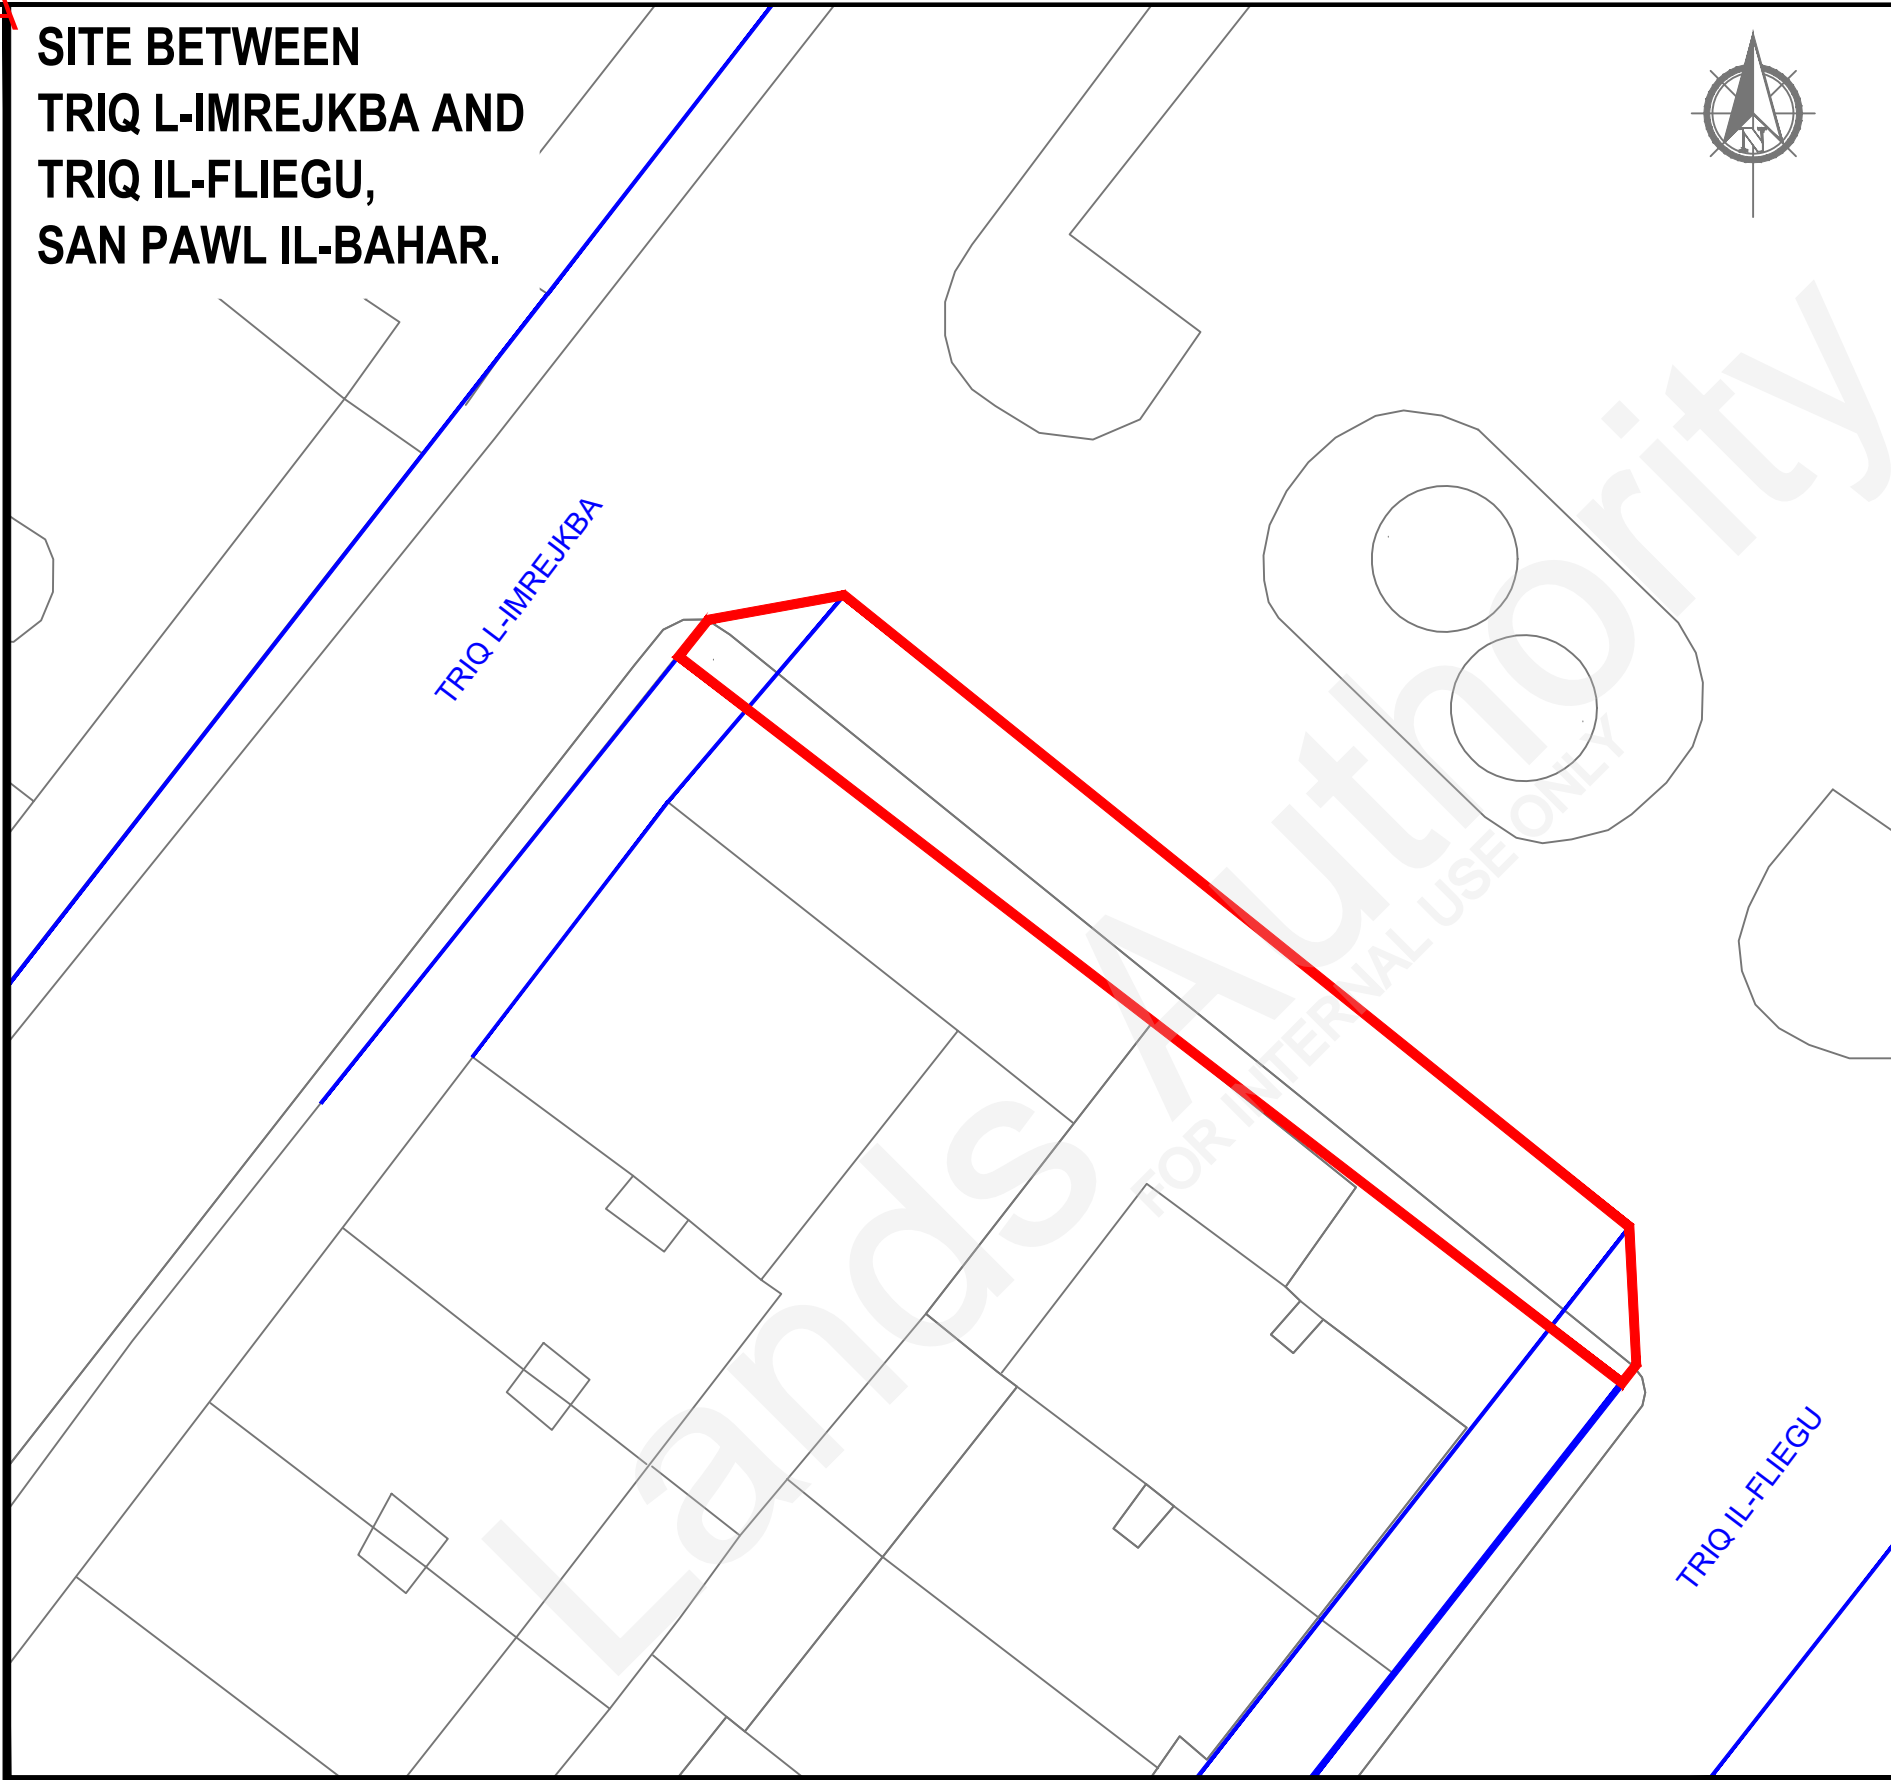 SITE BETWEEN
TRIQ L-IMREJKBA AND
TRIQ IL-FLIEGU,
SAN PAWL IL-BAHAR.
N
TRIQ L-IMREJKBA
Lands Authority
FOR INTERNAL USE ONLY
TRIQ IL-FLIEGU